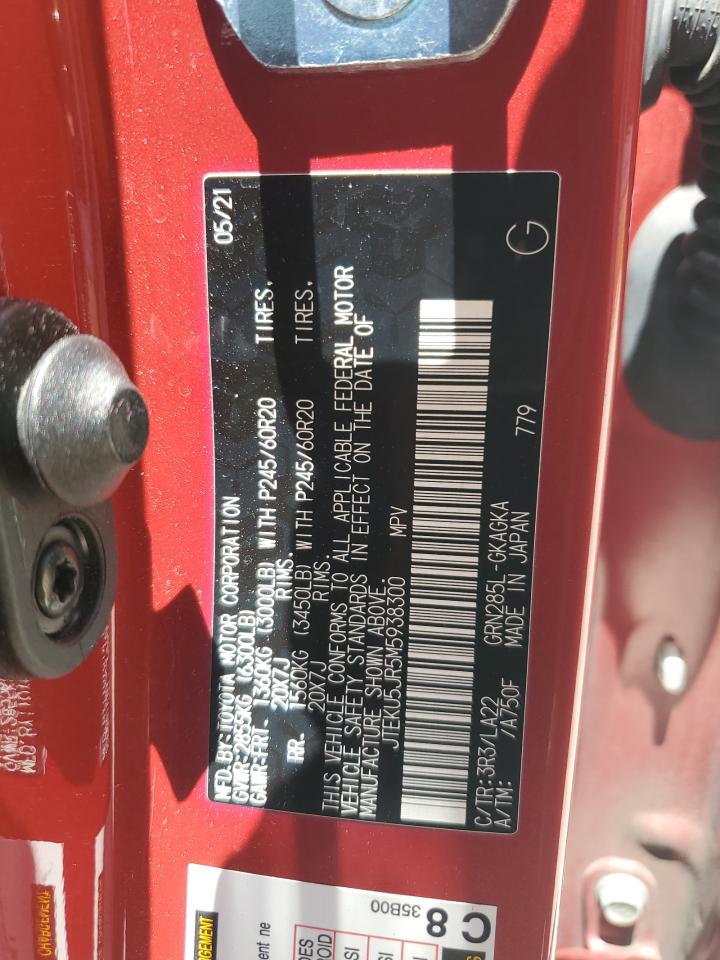 MFD.BY:TOYOTA MOTOR CORPORATION 05/21
GVWR-2855KG (6300LB)
GAWR-FRT. 1360KG (3000LB) WITH P245/60R20 TIRES,
20X7J RIMS.
RR. 1560KG (3450LB) WITH P245/60R20 TIRES.
20X7J RIMS.
THIS VEHICLE CONFORMS TO ALL APPLICABLE FEDERAL MOTOR
VEHICLE SAFETY STANDARDS IN EFFECT ON THE DATE OF
MANUFACTURE SHOWN ABOVE.
JTEKU5JR5M5938300 MPV
C/TR:3R3/LA22 GRN285L -GKAGKA 779
A/TM: /A750F MADE IN JAPAN
G
C8
35B00